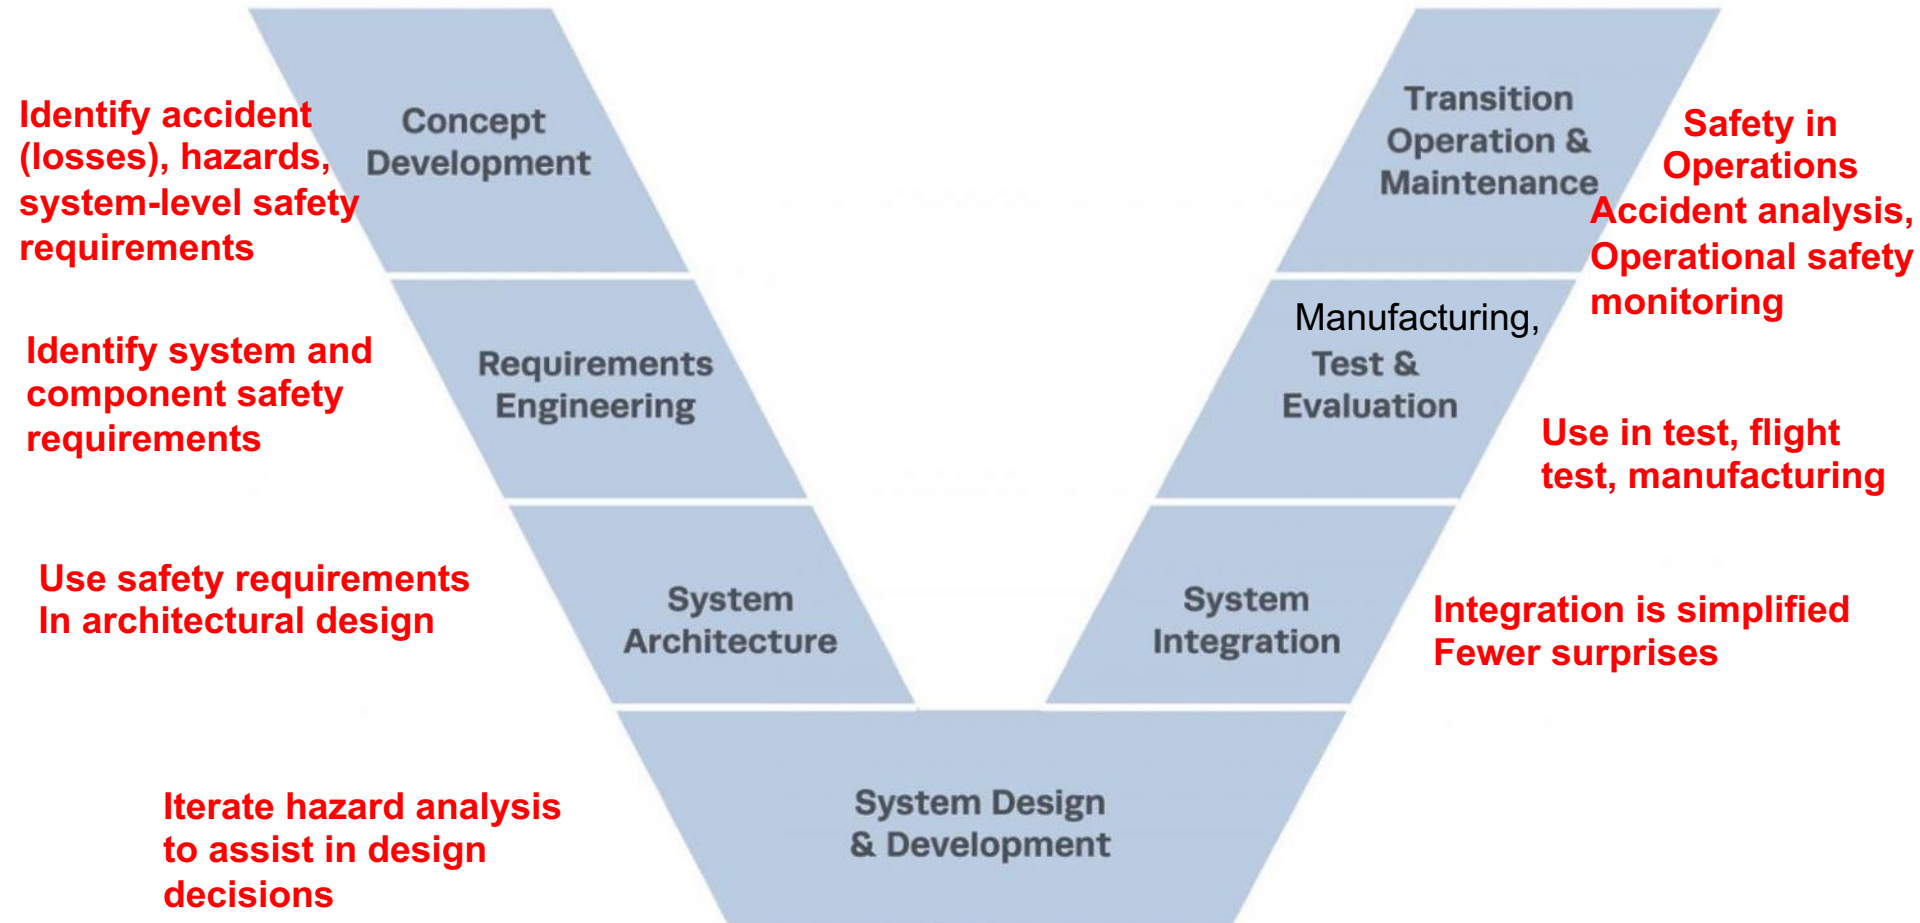 Identify accident
(losses), hazards,
system-level safety
requirements
Concept
Development
Transition
Operation &
Maintenance
Safety in
Operations
Accident analysis,
Operational safety
monitoring
Identify system and
component safety
requirements
Requirements
Engineering
Manufacturing,
Test &
Evaluation
Use in test, flight
test, manufacturing
Use safety requirements
In architectural design
System
Architecture
System
Integration
Integration is simplified
Fewer surprises
Iterate hazard analysis
to assist in design
decisions
System Design
& Development